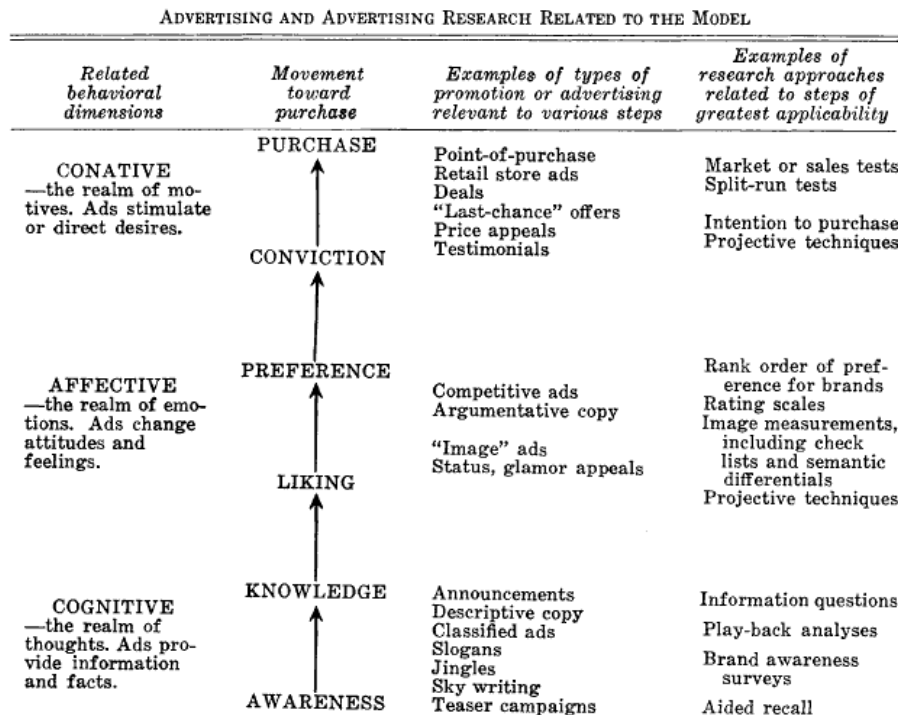 ADVERTISING AND ADVERTISING RESEARCH RELATED TO THE MODEL
Related
behavioral
dimensions
Movement
toward
purchase
Examples of types of
promotion or advertising
relevant to various steps
Examples of
research approaches
related to steps of
greatest applicability
CONATIVE
—the realm of mo-
tives. Ads stimulate
or direct desires.
PURCHASE
CONVICTION
Point-of-purchase
Retail store ads
Deals
“Last-chance” offers
Price appeals
Testimonials
Market or sales tests
Split-run tests
Intention to purchase
Projective techniques
AFFECTIVE
—the realm of emo-
tions. Ads change
attitudes and
feelings.
PREFERENCE
LIKING
Competitive ads
Argumentative copy
“Image” ads
Status, glamor appeals
Rank order of pref-
erence for brands
Rating scales
Image measurements,
including check
lists and semantic
differentials
Projective techniques
COGNITIVE
—the realm of
thoughts. Ads pro-
vide information
and facts.
KNOWLEDGE
AWARENESS
Announcements
Descriptive copy
Classified ads
Slogans
Jingles
Sky writing
Teaser campaigns
Information questions
Play-back analyses
Brand awareness
surveys
Aided recall